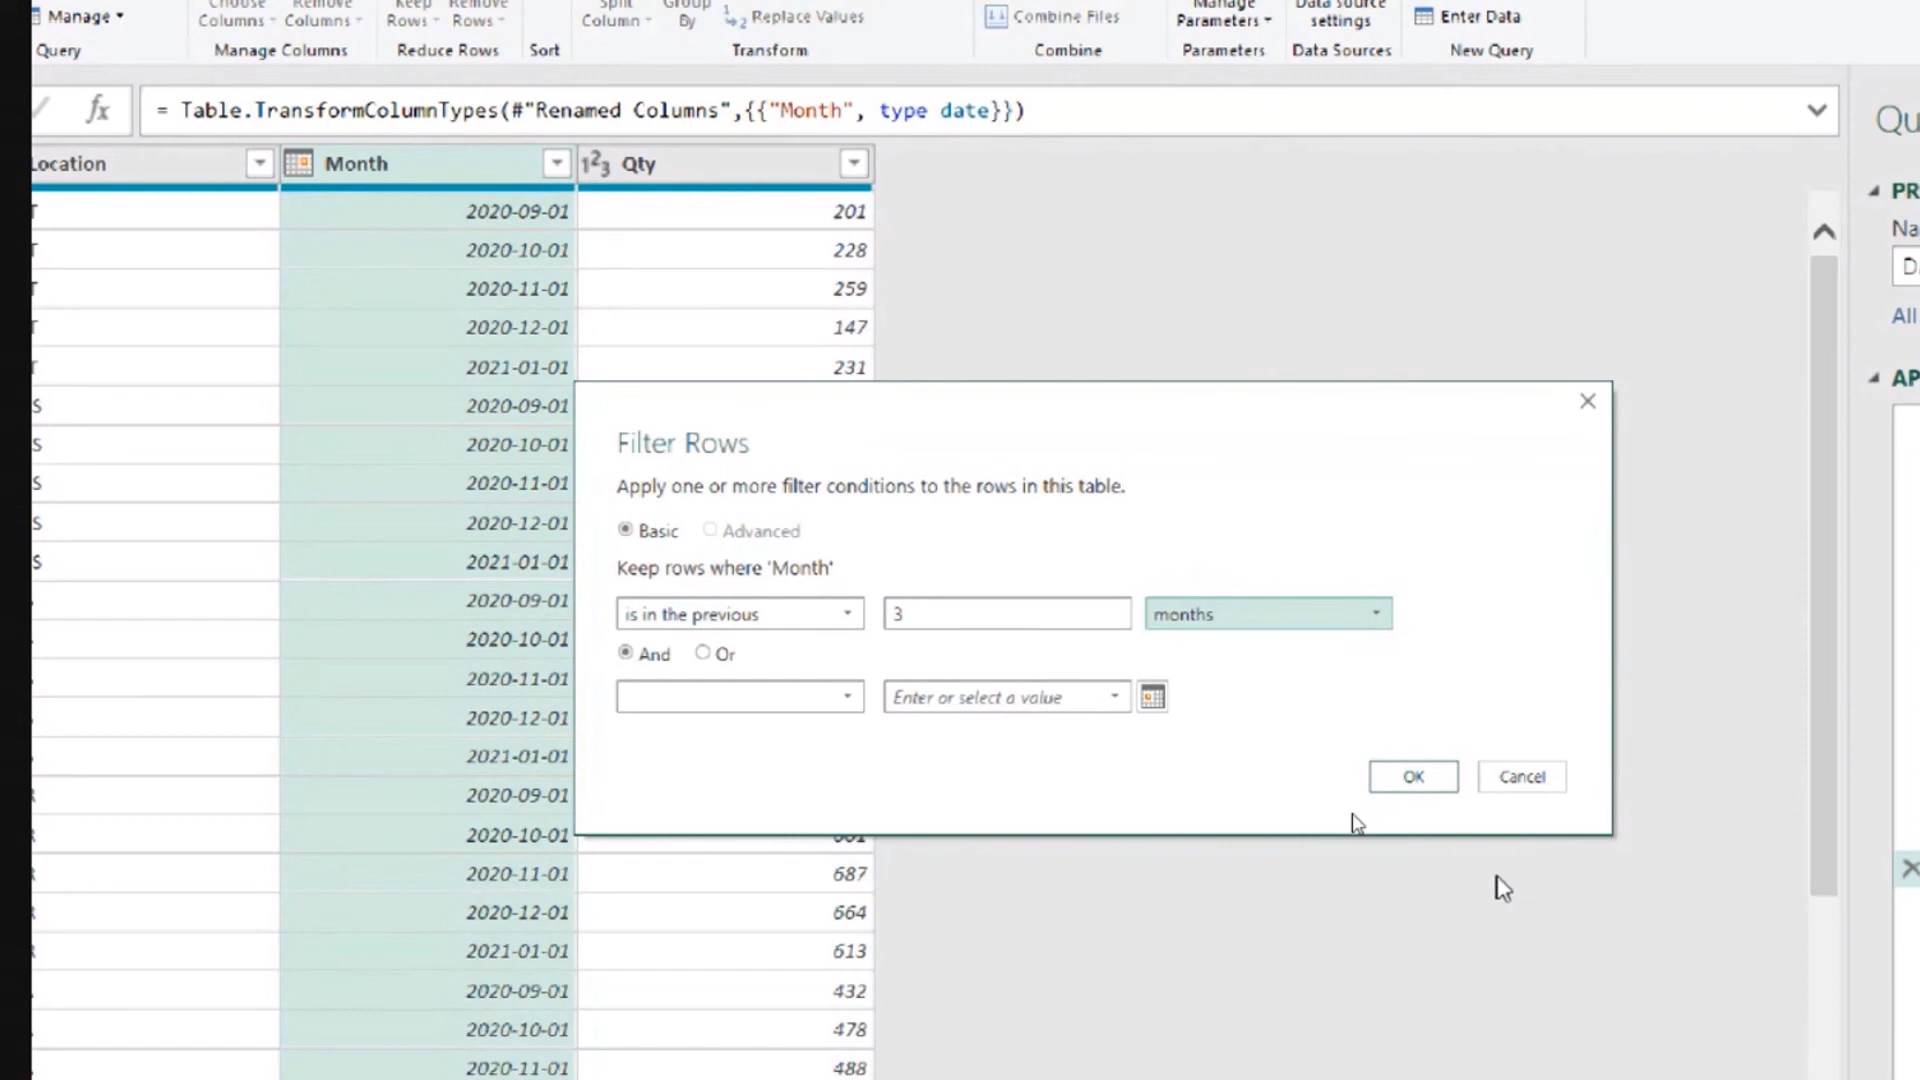 Manage
Choose
Columns
Remove
Columns
Keep
Rows
Remove
Rows
Split
Column
Group
By
Replace Values
Combine Files
Manage
Parameters
Data source
settings
Enter Data
Query
Manage Columns
Reduce Rows
Sort
Transform
Combine
Parameters
Data Sources
New Query
fx
= Table.TransformColumnTypes(#"Renamed Columns",{{"Month", type date}})
Qu
Location
Month
123 Qty
PR
Na
D
All
AP
T 2020-09-01 201
T 2020-10-01 228
T 2020-11-01 259
T 2020-12-01 147
T 2021-01-01 231
S 2020-09-01
S 2020-10-01
S 2020-11-01
S 2020-12-01
S 2021-01-01
2020-09-01
2020-10-01
2020-11-01
2020-12-01
2021-01-01
R 2020-09-01
R 2020-10-01
R 2020-11-01 687
R 2020-12-01 664
R 2021-01-01 613
2020-09-01 432
2020-10-01 478
2020-11-01 488
Filter Rows
Apply one or more filter conditions to the rows in this table.
Basic Advanced
Keep rows where 'Month'
is in the previous 3 months
And Or
Enter or select a value
OK Cancel